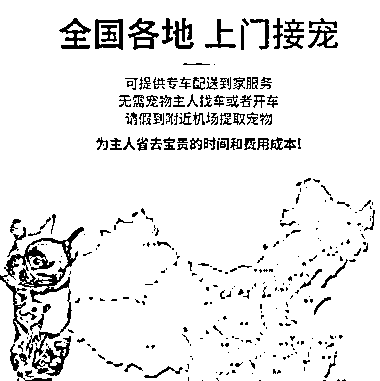 全国各地 上门接宠
可提供专车配送到家服务
无需宠物主人找车或者开车
请假到附近机场提取宠物
为主人省去宝贵的时间和费用成本!